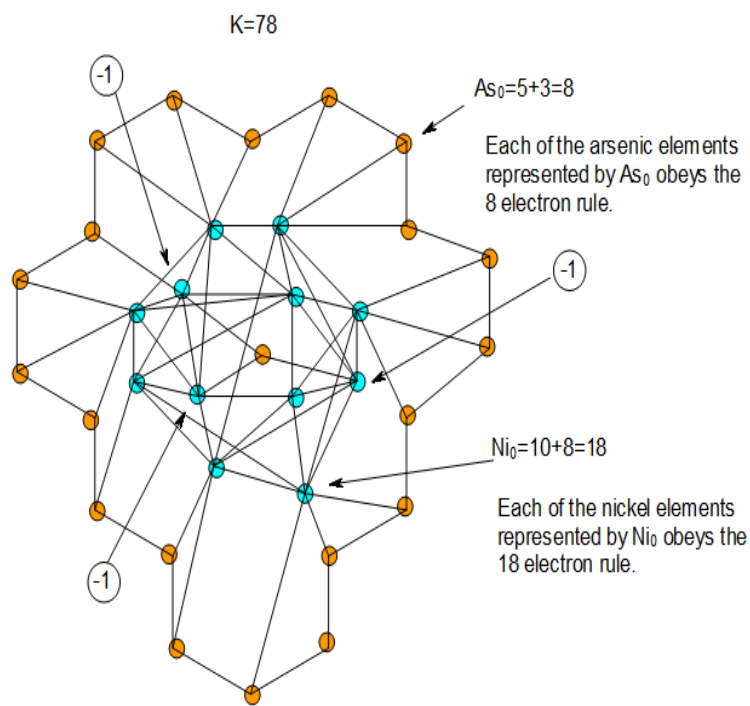 K=78
-1
As₀=5+3=8
Each of the arsenic elements
represented by As₀ obeys the
8 electron rule.
-1
Ni₀=10+8=18
Each of the nickel elements
represented by Ni₀ obeys the
18 electron rule.
-1